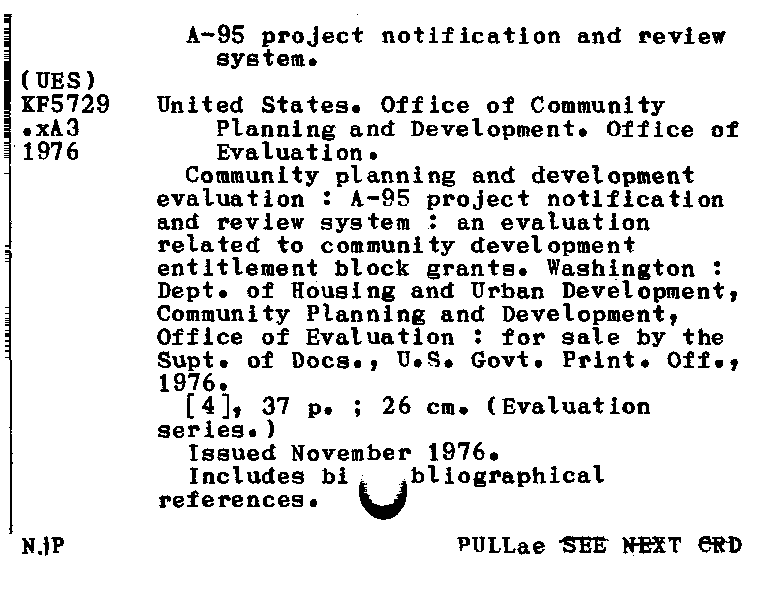 A-95 project notification and review
system.
(UES)
KF5729
.xA3
1976
United States. Office of Community
Planning and Development. Office of
Evaluation.
Community planning and development
evaluation : A-95 project notification
and review system : an evaluation
related to community development
entitlement block grants. Washington :
Dept. of Housing and Urban Development,
Community Planning and Development,
Office of Evaluation : for sale by the
Supt. of Docs., U.S. Govt. Print. Off.,
1976.
[4], 37 p. ; 26 cm. (Evaluation
series.)
Issued November 1976.
Includes bi bliographical
references.
NjP PULLae SEE NEXT CRD